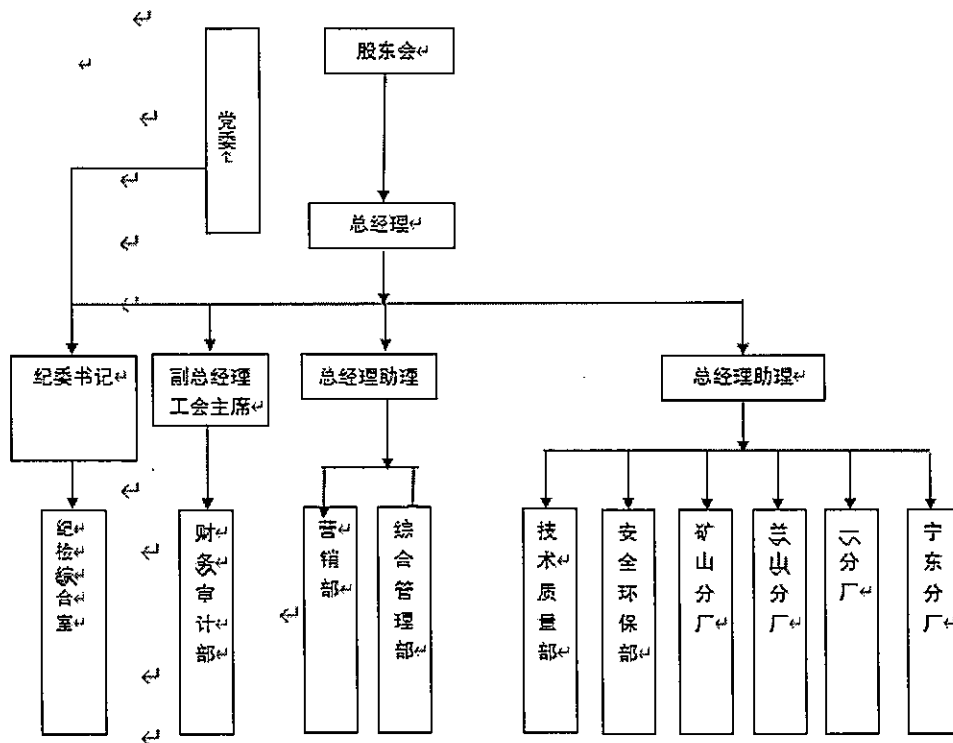 股东会
党委
总经理
纪委书记
副总经理
工会主席
总经理助理
总经理助理
纪检综合室
财务审计部
营销部
综合管理部
技术质量部
安全环保部
矿山分厂
兰山分厂
分厂
宁东分厂